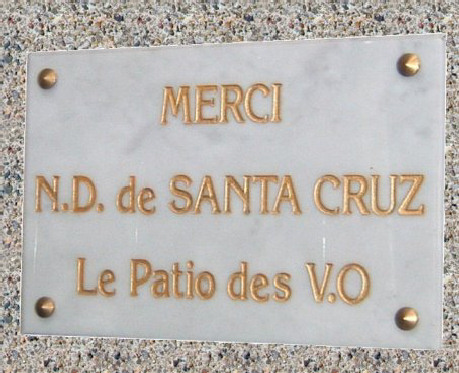 MERCI
N.D. de SANTA CRUZ
Le Patio des V.O